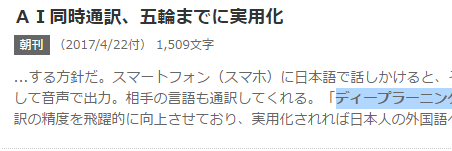 ＡＩ同時通訳、五輪までに実用化
朝刊 （2017/4/22付） 1,509文字
...する方針だ。スマートフォン（スマホ）に日本語で話しかけると、
して音声で出力。相手の言語も通訳してくれる。「ディープラーニング
訳の精度を飛躍的に向上させており、実用化されれば日本人の外国語